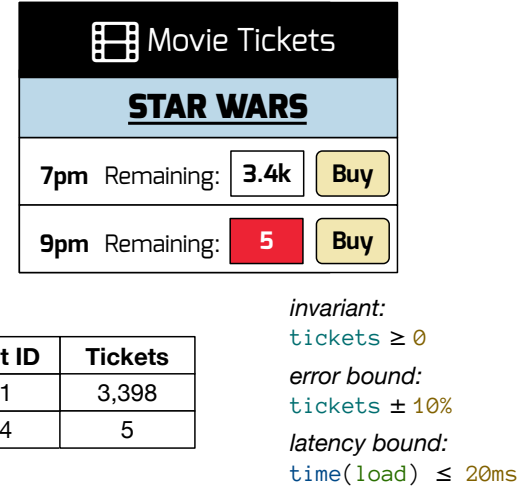 Movie Tickets
STAR WARS
7pm Remaining: 3.4k Buy
9pm Remaining: 5 Buy
t ID Tickets
1 3,398
4 5
invariant:
tickets ≥ 0
error bound:
tickets ± 10%
latency bound:
time(load) ≤ 20ms